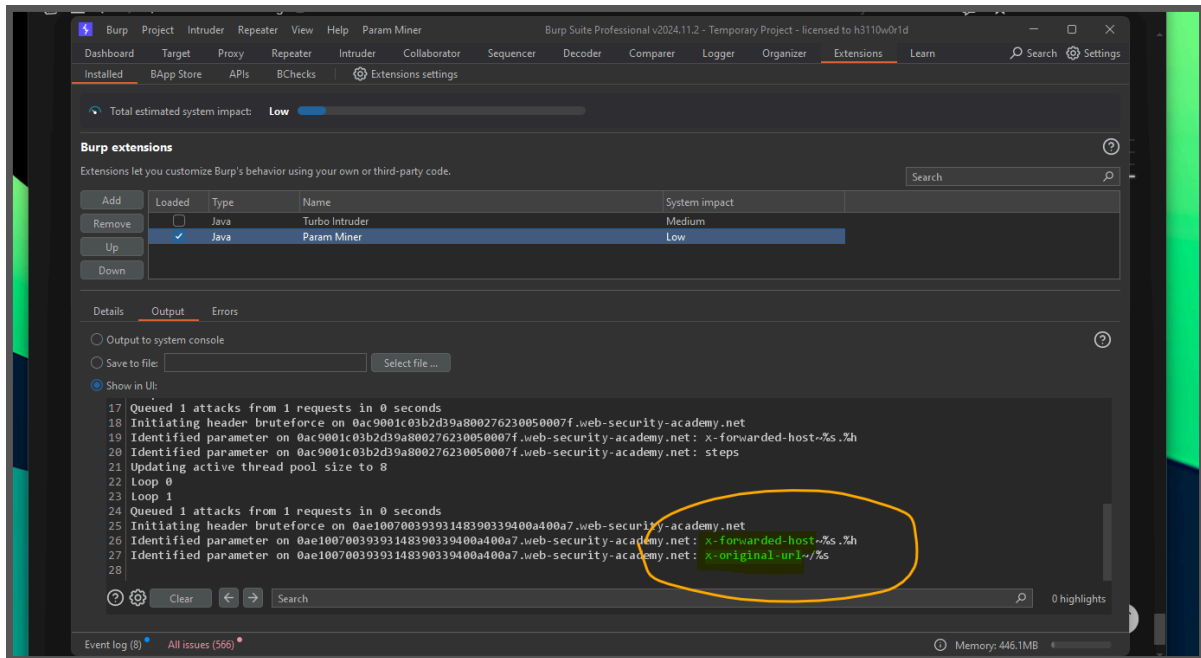 Burp Project Intruder Repeater View Help Param Miner Burp Suite Professional v2024.11.2 - Temporary Project - licensed to h3110w0r1d
Dashboard Target Proxy Repeater Intruder Collaborator Sequencer Decoder Comparer Logger Organizer Extensions Learn Search Settings
Installed BApp Store APIs BChecks Extensions settings
Total estimated system impact: Low
Burp extensions
Extensions let you customize Burp's behavior using your own or third-party code.
Search
Add Loaded Type Name System impact
Remove Java Turbo Intruder Medium
Java Param Miner Low
Up
Down
Details Output Errors
Output to system console
Save to file: Select file ...
Show in UI:
17 Queued 1 attacks from 1 requests in 0 seconds
18 Initiating header bruteforce on 0ac9001c03b2d39a800276230050007f.web-security-academy.net
19 Identified parameter on 0ac9001c03b2d39a800276230050007f.web-security-academy.net: x-forwarded-host~%s.%h
20 Identified parameter on 0ac9001c03b2d39a800276230050007f.web-security-academy.net: steps
21 Updating active thread pool size to 8
22 Loop 0
23 Loop 1
24 Queued 1 attacks from 1 requests in 0 seconds
25 Initiating header bruteforce on 0ae10070039393148390339400a400a7.web-security-academy.net
26 Identified parameter on 0ae10070039393148390339400a400a7.web-security-academy.net: x-forwarded-host~%s.%h
27 Identified parameter on 0ae10070039393148390339400a400a7.web-security-academy.net: x-original-url~/%s
28
Clear Search 0 highlights
Event log (8) All issues (566) Memory: 446.1MB